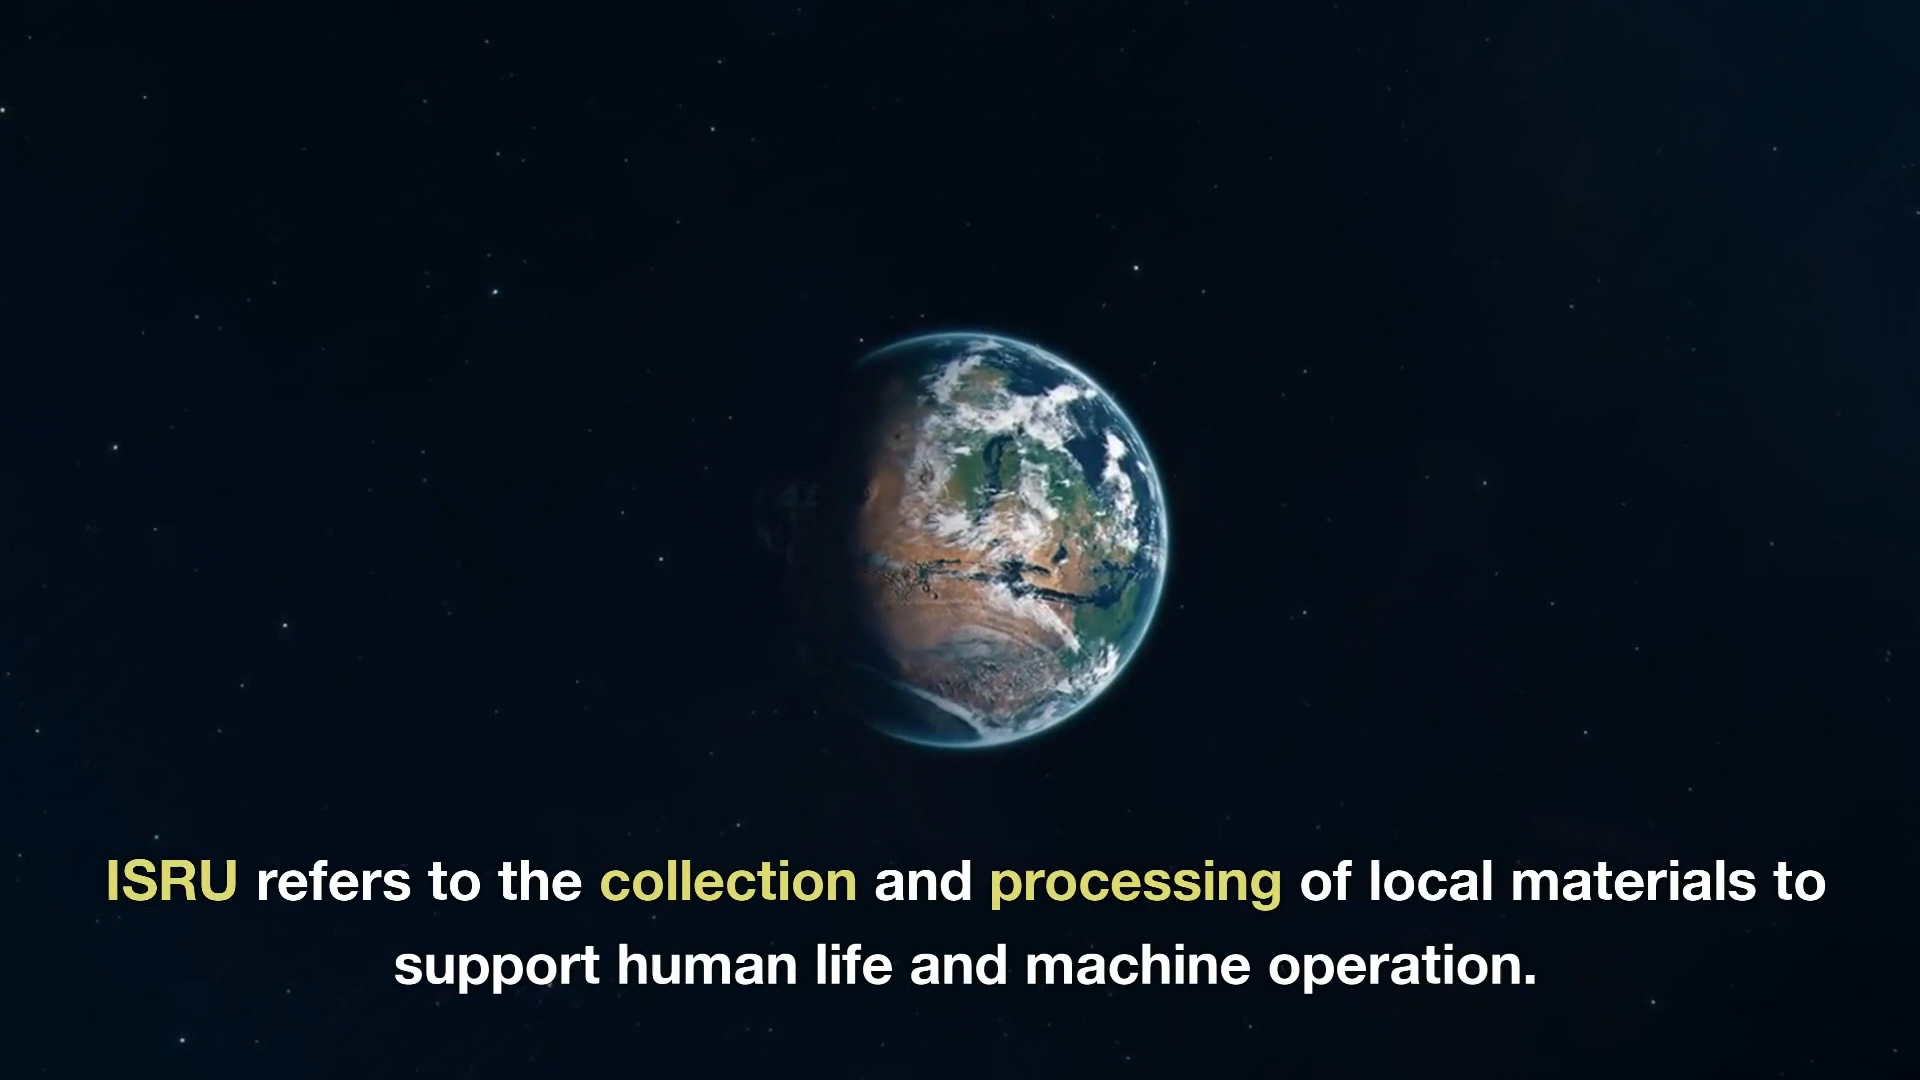 ISRU refers to the collection and processing of local materials to
support human life and machine operation.